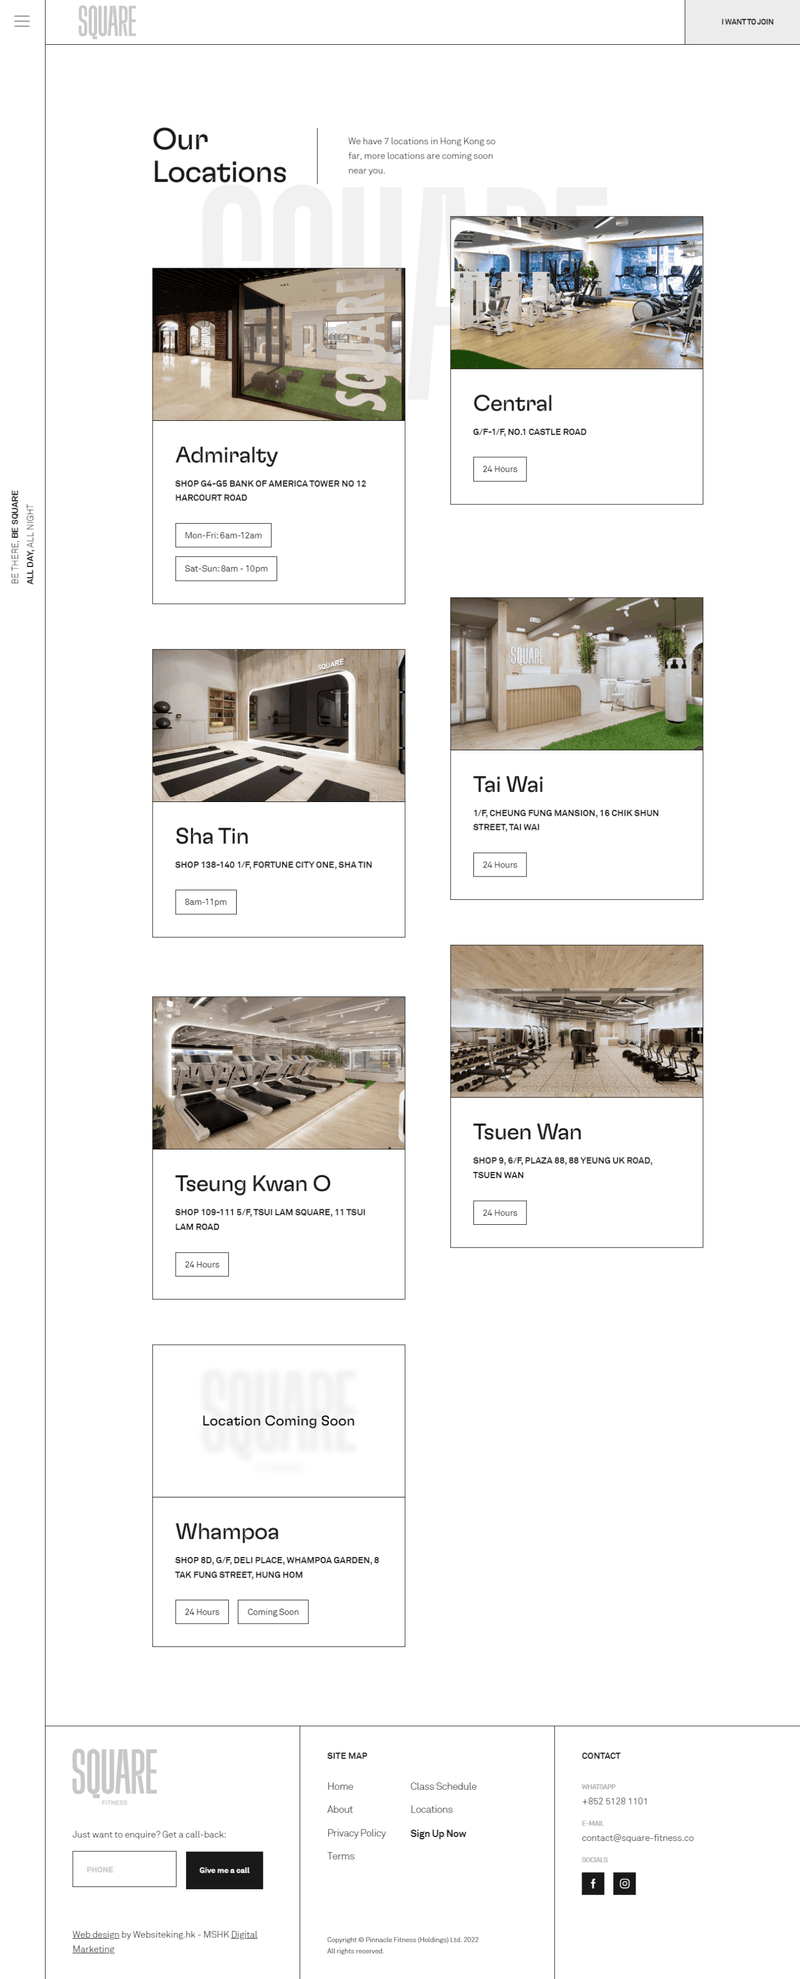 SQUARE
I WANT TO JOIN
BE THERE, BE SQUARE
ALL DAY, ALL NIGHT
Our
Locations
We have 7 locations in Hong Kong so
far, more locations are coming soon
near you.
SQUARE
SQUARE
Admiralty
SHOP G4-G5 BANK OF AMERICA TOWER NO 12
HARCOURT ROAD
Mon-Fri: 6am-12am
Sat-Sun: 8am - 10pm
Central
G/F-1/F, NO.1 CASTLE ROAD
24 Hours
SQUARE
Sha Tin
SHOP 138-140 1/F, FORTUNE CITY ONE, SHA TIN
8am-11pm
SQUARE
Tai Wai
1/F, CHEUNG FUNG MANSION, 16 CHIK SHUN
STREET, TAI WAI
24 Hours
Tseung Kwan O
SHOP 109-111 5/F, TSUI LAM SQUARE, 11 TSUI
LAM ROAD
24 Hours
Tsuen Wan
SHOP 9, 6/F, PLAZA 88, 88 YEUNG UK ROAD,
TSUEN WAN
24 Hours
SQUARE
FITNESS
Location Coming Soon
Whampoa
SHOP 8D, G/F, DELI PLACE, WHAMPOA GARDEN, 8
TAK FUNG STREET, HUNG HOM
24 Hours
Coming Soon
SQUARE
FITNESS
Just want to enquire? Get a call-back:
PHONE
Give me a call
Web design by Websiteking.hk - MSHK Digital
Marketing
SITE MAP
Home
Class Schedule
About
Locations
Privacy Policy
Sign Up Now
Terms
Copyright © Pinnacle Fitness (Holdings) Ltd. 2022
All rights reserved.
CONTACT
WHATSAPP
+852 5128 1101
E-MAIL
contact@square-fitness.co
SOCIALS